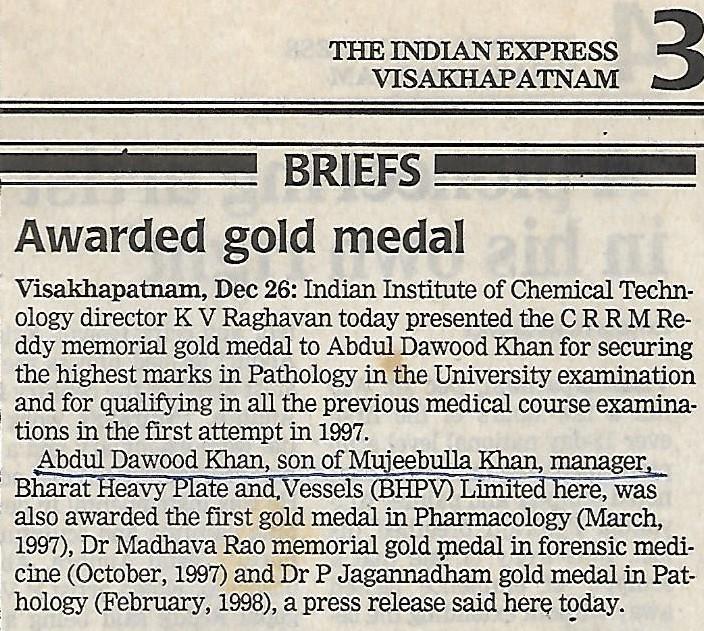 THE INDIAN EXPRESS
VISAKHAPATNAM
3
BRIEFS
Awarded gold medal
Visakhapatnam, Dec 26: Indian Institute of Chemical Techn-
ology director K V Raghavan today presented the C R R M Re-
ddy memorial gold medal to Abdul Dawood Khan for securing
the highest marks in Pathology in the University examination
and for qualifying in all the previous medical course examina-
tions in the first attempt in 1997.
Abdul Dawood Khan, son of Mujeebulla Khan, manager,
Bharat Heavy Plate and Vessels (BHPV) Limited here, was
also awarded the first gold medal in Pharmacology (March,
1997), Dr Madhava Rao memorial gold medal in forensic medi-
cine (October, 1997) and Dr P Jagannadham gold medal in Pat-
hology (February, 1998), a press release said here today.